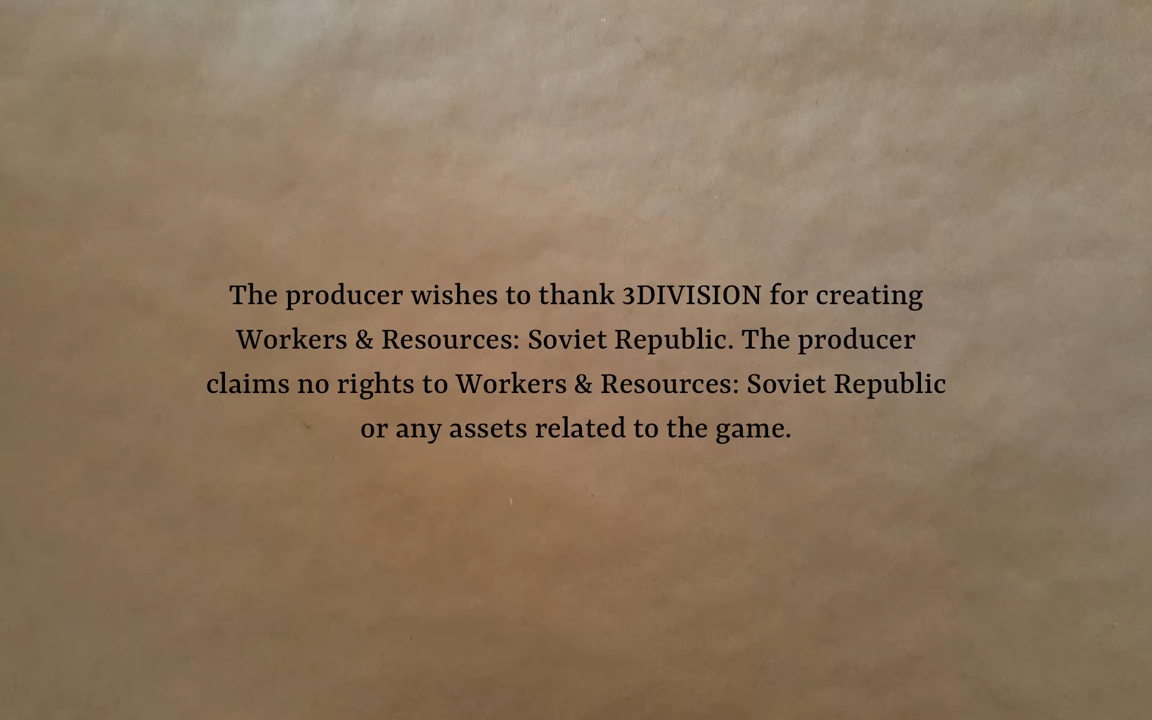 The producer wishes to thank 3DIVISION for creating
Workers & Resources: Soviet Republic. The producer
claims no rights to Workers & Resources: Soviet Republic
or any assets related to the game.